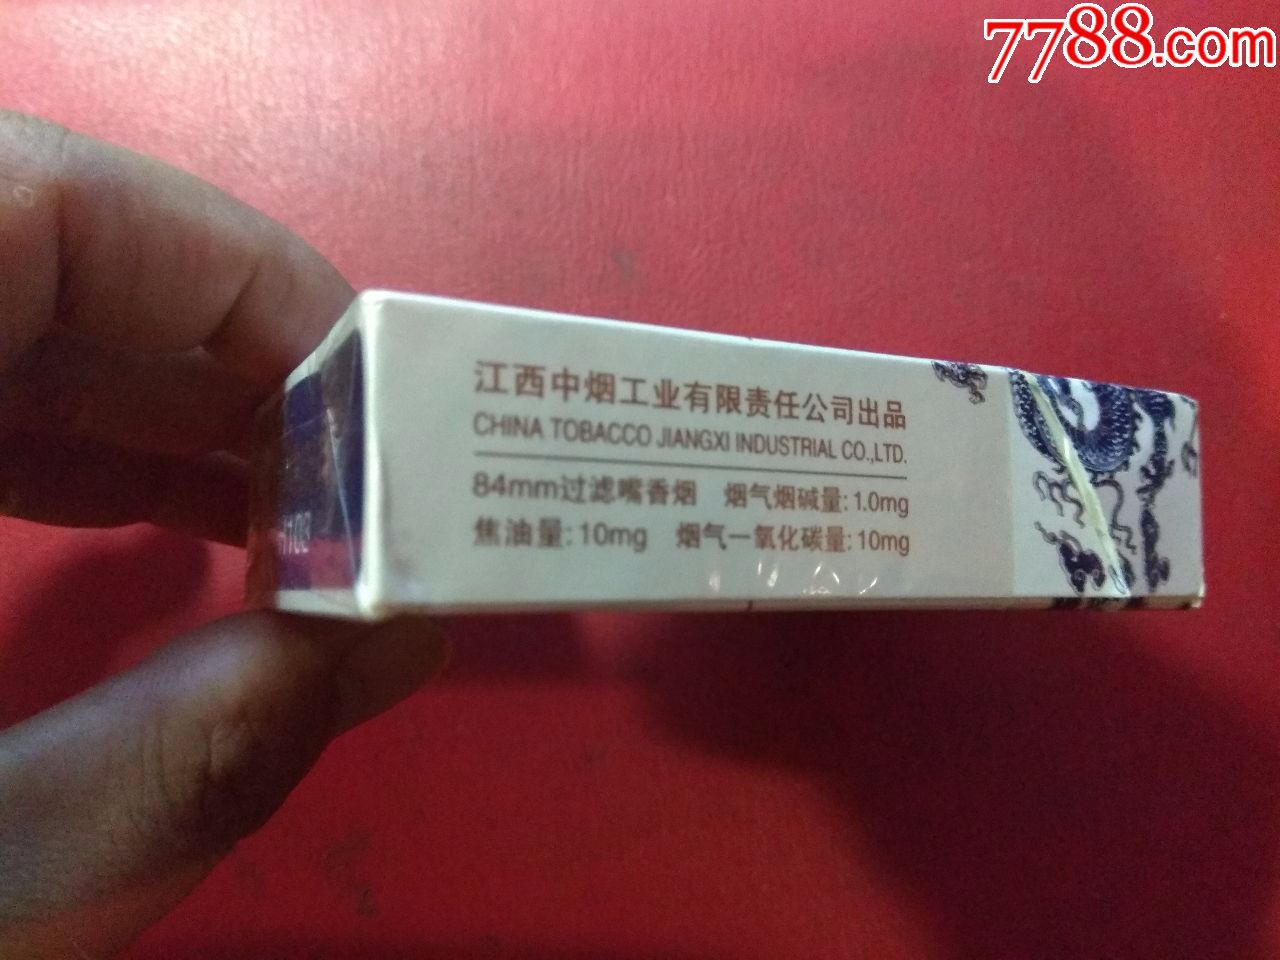 7788.com
江西中烟工业有限责任公司出品
CHINA TOBACCO JIANGXI INDUSTRIAL CO.,LTD.
84mm过滤嘴香烟 烟气烟碱量:1.0mg
焦油量:10mg 烟气一氧化碳量:10mg